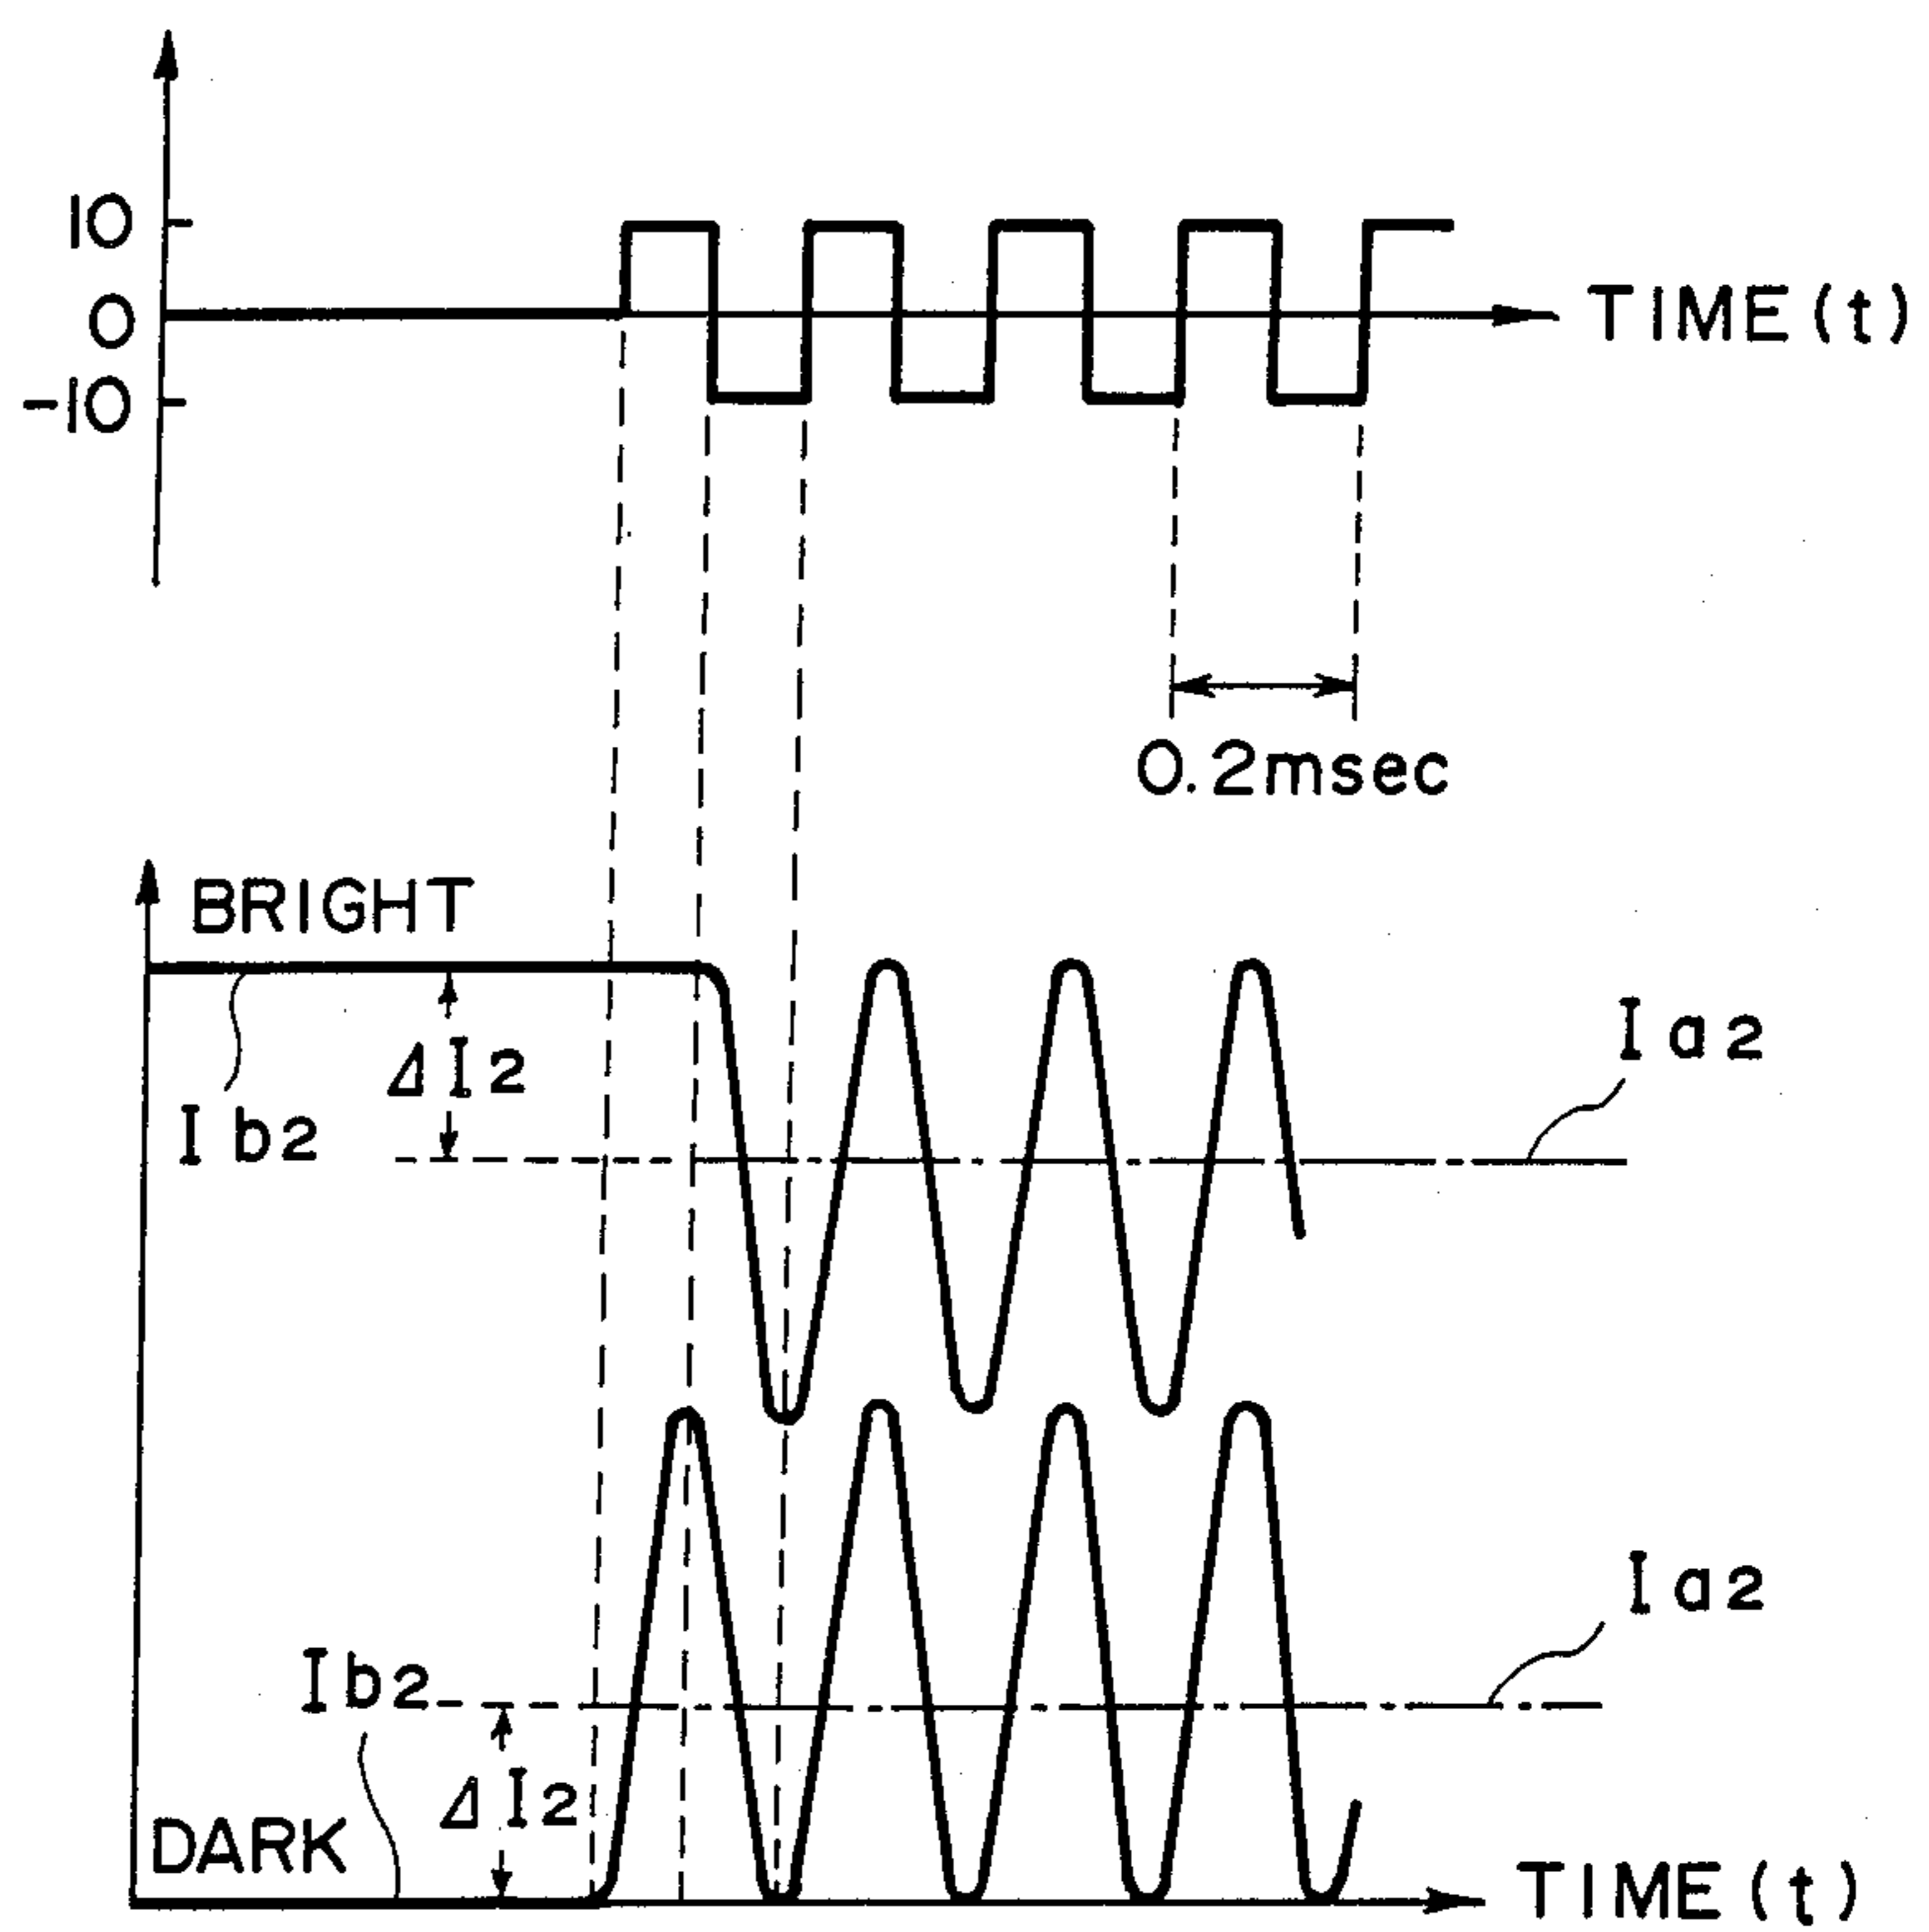 10
0
-10
TIME(t)
0.2msec
BRIGHT
ΔI2
Ib2
Ia2
Ia2
Ib2
ΔI2
DARK
TIME(t)